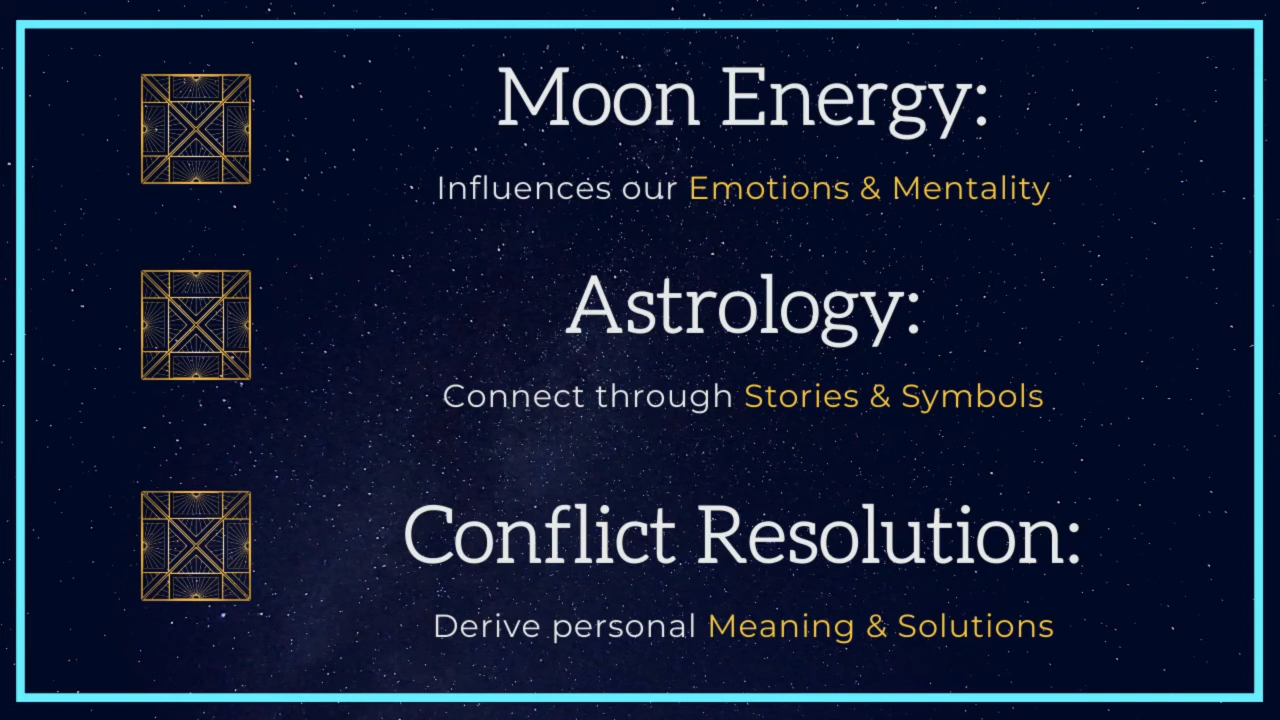 Moon Energy:
Influences our Emotions & Mentality
Astrology:
Connect through Stories & Symbols
Conflict Resolution:
Derive personal Meaning & Solutions